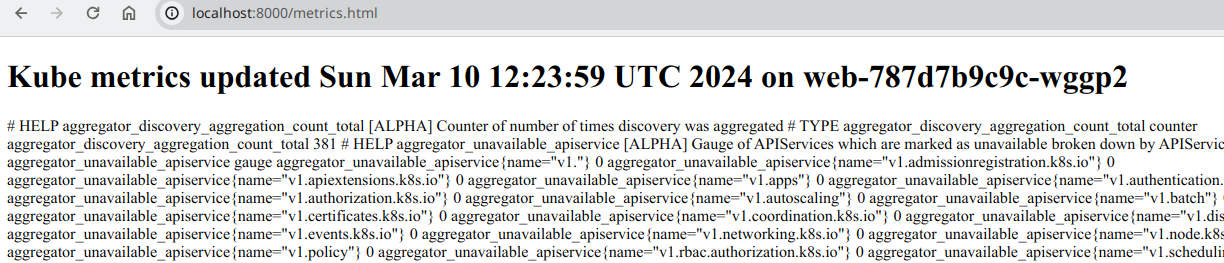 localhost:8000/metrics.html
Kube metrics updated Sun Mar 10 12:23:59 UTC 2024 on web-787d7b9c9c-wggp2
# HELP aggregator_discovery_aggregation_count_total [ALPHA] Counter of number of times discovery was aggregated # TYPE aggregator_discovery_aggregation_count_total counter
aggregator_discovery_aggregation_count_total 381 # HELP aggregator_unavailable_apiservice [ALPHA] Gauge of APIServices which are marked as unavailable broken down by APIServic
aggregator_unavailable_apiservice gauge aggregator_unavailable_apiservice{name="v1."} 0 aggregator_unavailable_apiservice{name="v1.admissionregistration.k8s.io"} 0
aggregator_unavailable_apiservice{name="v1.apiextensions.k8s.io"} 0 aggregator_unavailable_apiservice{name="v1.apps"} 0 aggregator_unavailable_apiservice{name="v1.authentication.
aggregator_unavailable_apiservice{name="v1.authorization.k8s.io"} 0 aggregator_unavailable_apiservice{name="v1.autoscaling"} 0 aggregator_unavailable_apiservice{name="v1.batch"}
aggregator_unavailable_apiservice{name="v1.certificates.k8s.io"} 0 aggregator_unavailable_apiservice{name="v1.coordination.k8s.io"} 0 aggregator_unavailable_apiservice{name="v1.dis
aggregator_unavailable_apiservice{name="v1.events.k8s.io"} 0 aggregator_unavailable_apiservice{name="v1.networking.k8s.io"} 0 aggregator_unavailable_apiservice{name="v1.node.k8s
aggregator_unavailable_apiservice{name="v1.policy"} 0 aggregator_unavailable_apiservice{name="v1.rbac.authorization.k8s.io"} 0 aggregator_unavailable_apiservice{name="v1.scheduli